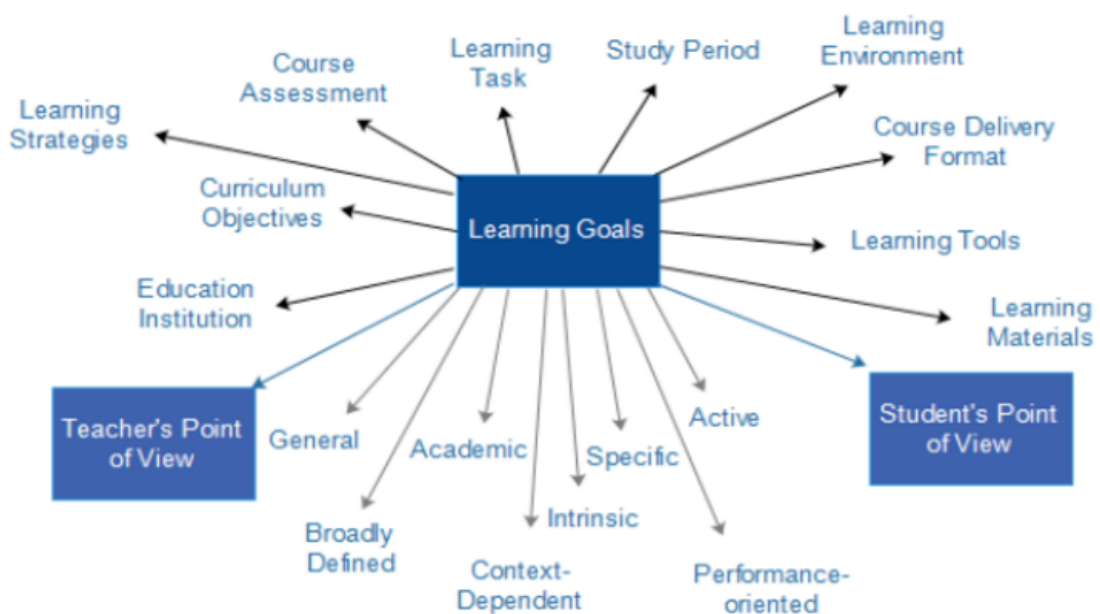 Learning
Environment
Study Period
Learning
Task
Course
Assessment
Learning
Strategies
Course Delivery
Format
Curriculum
Objectives
Learning Goals
Learning Tools
Education
Institution
Learning
Materials
Teacher's Point
of View
General
Academic
Specific
Active
Student's Point
of View
Broadly
Defined
Intrinsic
Context-
Dependent
Performance-
oriented